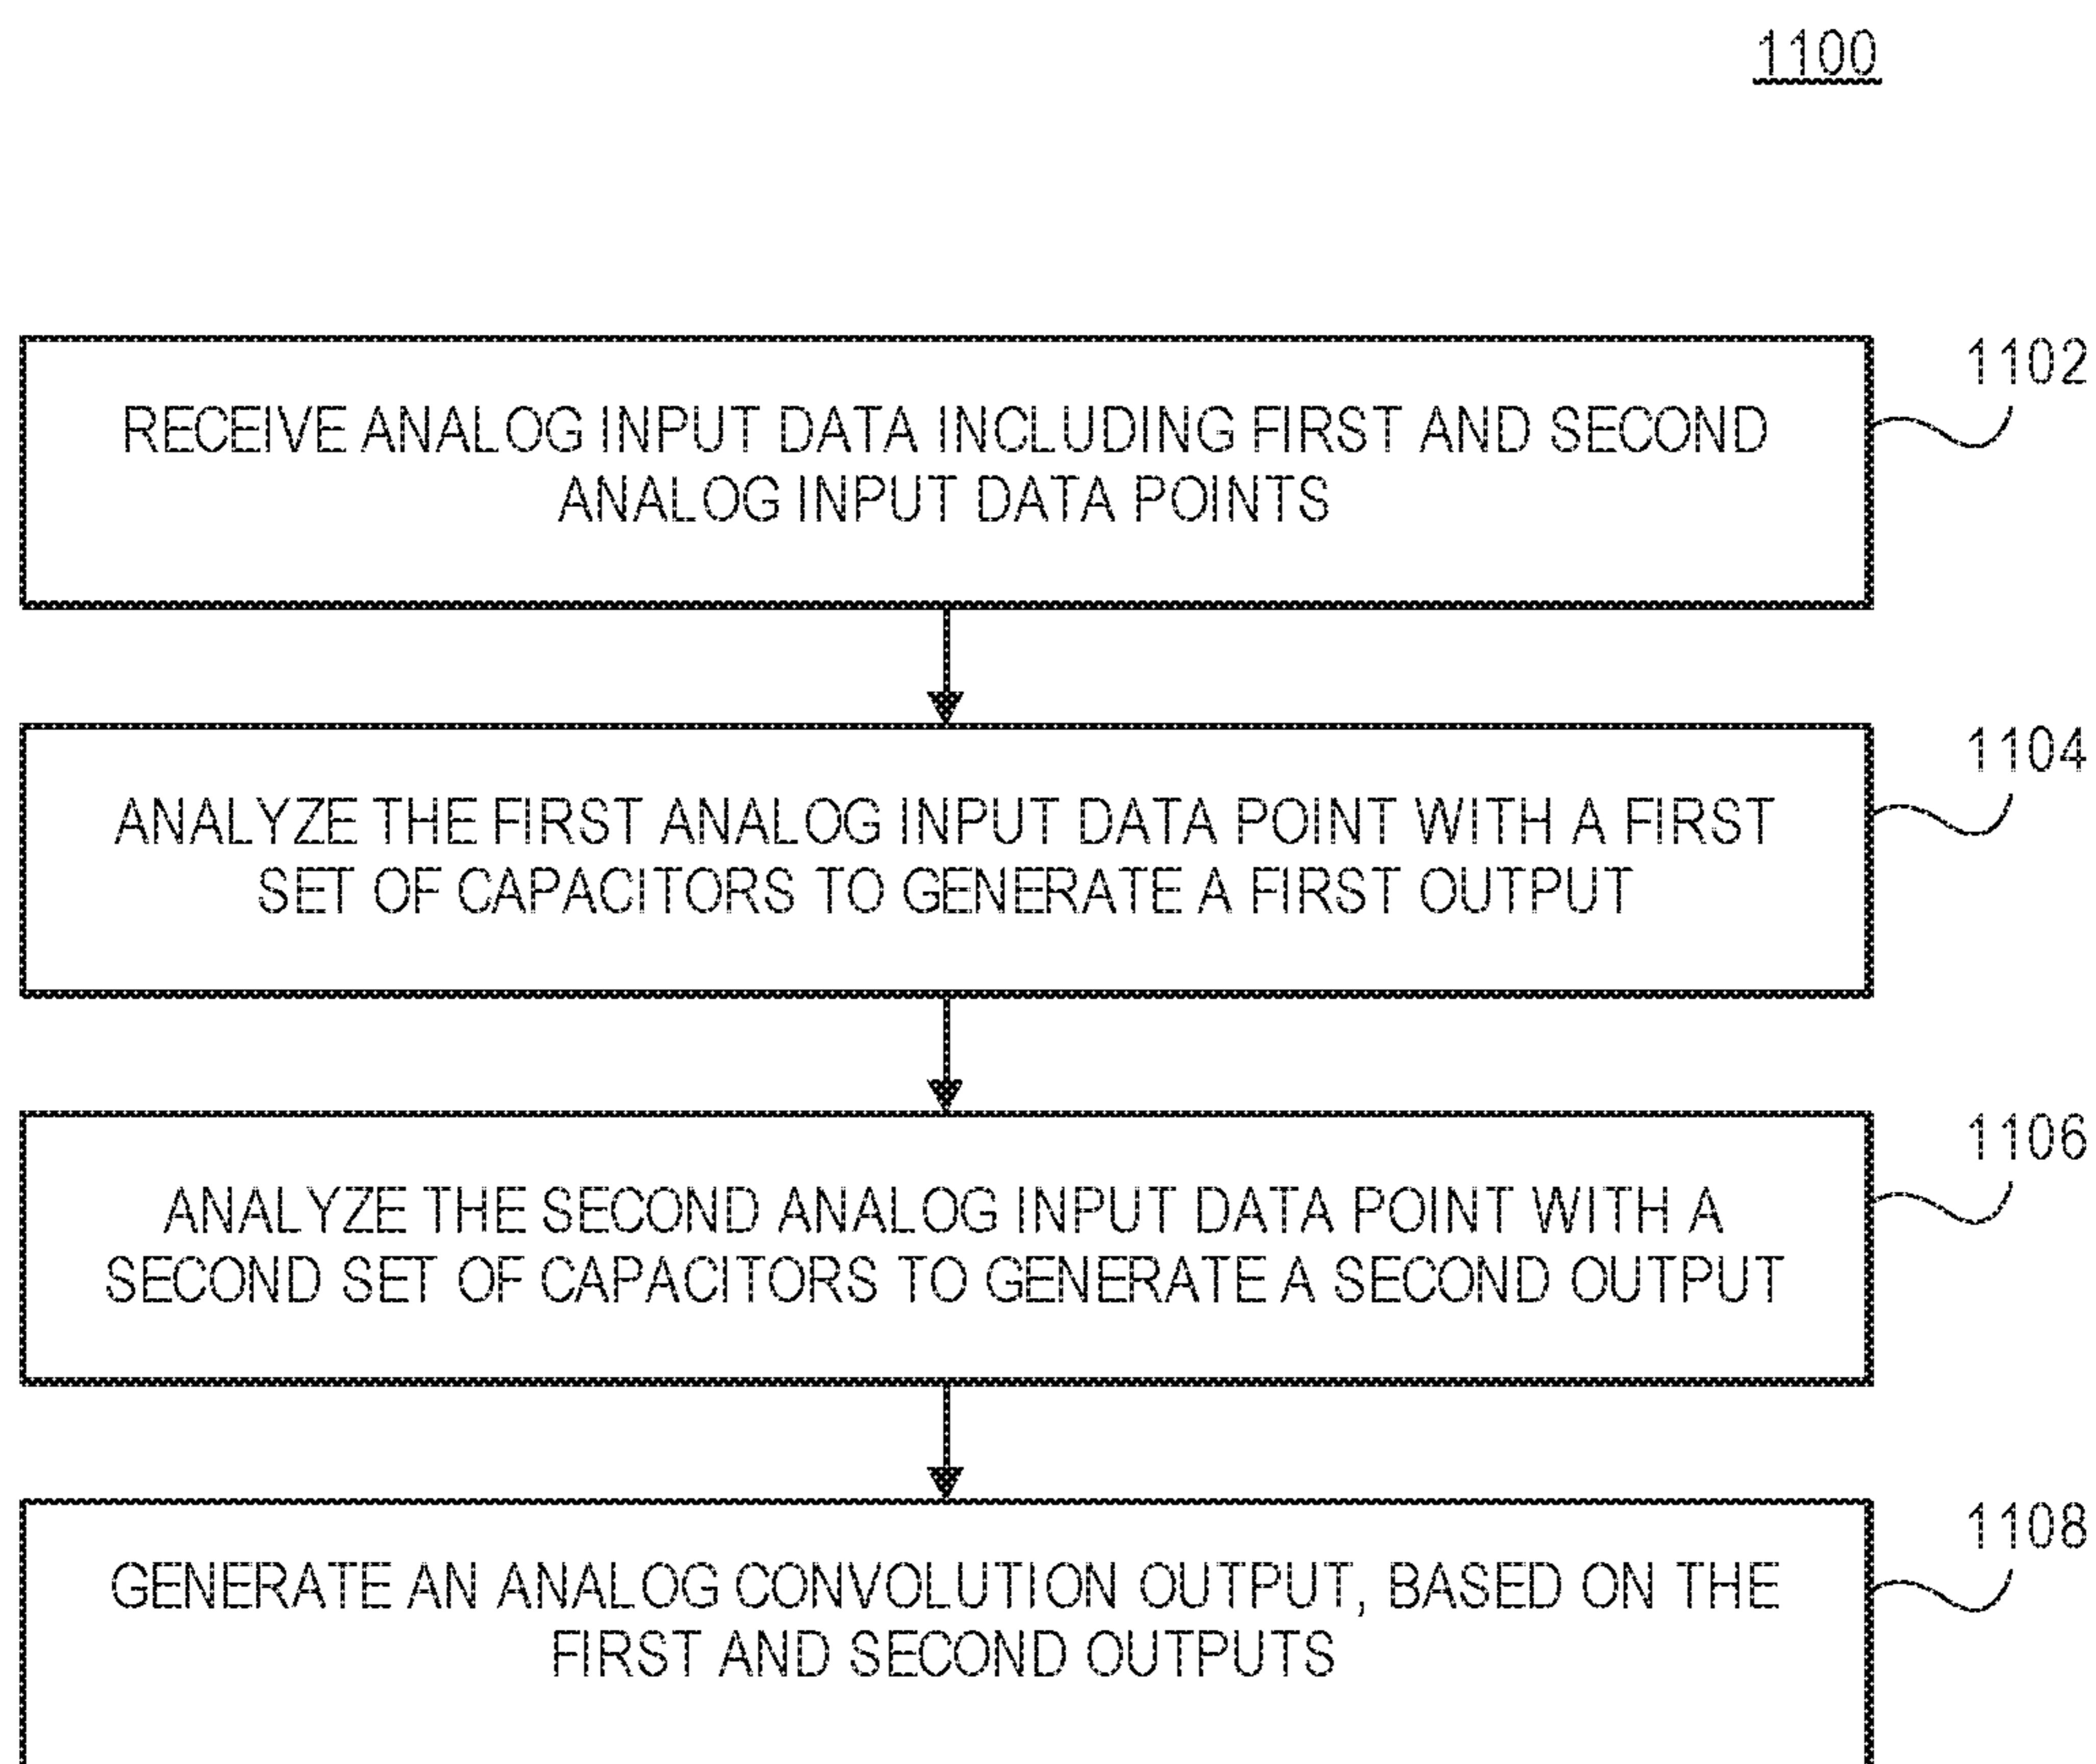 1100
1102
RECEIVE ANALOG INPUT DATA INCLUDING FIRST AND SECOND
ANALOG INPUT DATA POINTS
1104
ANALYZE THE FIRST ANALOG INPUT DATA POINT WITH A FIRST
SET OF CAPACITORS TO GENERATE A FIRST OUTPUT
1106
ANALYZE THE SECOND ANALOG INPUT DATA POINT WITH A
SECOND SET OF CAPACITORS TO GENERATE A SECOND OUTPUT
1108
GENERATE AN ANALOG CONVOLUTION OUTPUT, BASED ON THE
FIRST AND SECOND OUTPUTS